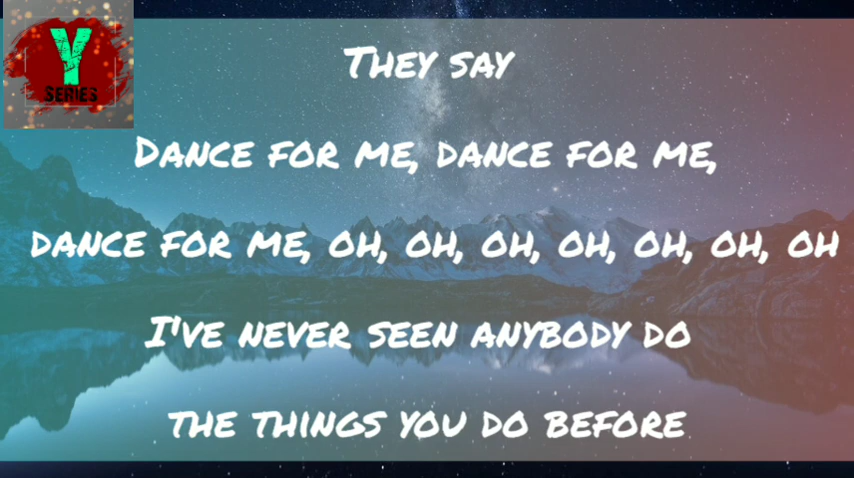 Y
SERIES
THEY SAY
DANCE FOR ME, DANCE FOR ME,
DANCE FOR ME, OH, OH, OH, OH, OH, OH, OH
I'VE NEVER SEEN ANYBODY DO
THE THINGS YOU DO BEFORE